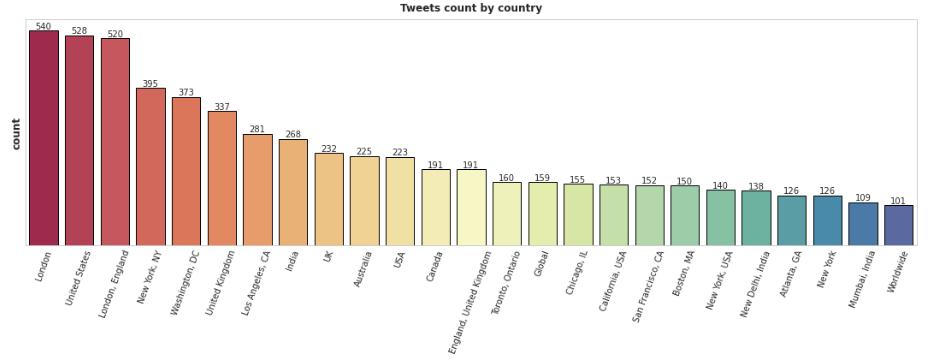 Tweets count by country
count
540
528
520
395
373
337
281
268
232
225
223
191
191
160
159
155
153
152
150
140
138
126
126
109
101
London
United States
London, England
New York, NY
Washington, DC
United Kingdom
Los Angeles, CA
India
UK
Australia
USA
Canada
England, United Kingdom
Toronto, Ontario
Global
Chicago, IL
California, USA
San Francisco, CA
Boston, MA
New York, USA
New Delhi, India
Atlanta, GA
New York
Mumbai, India
Worldwide